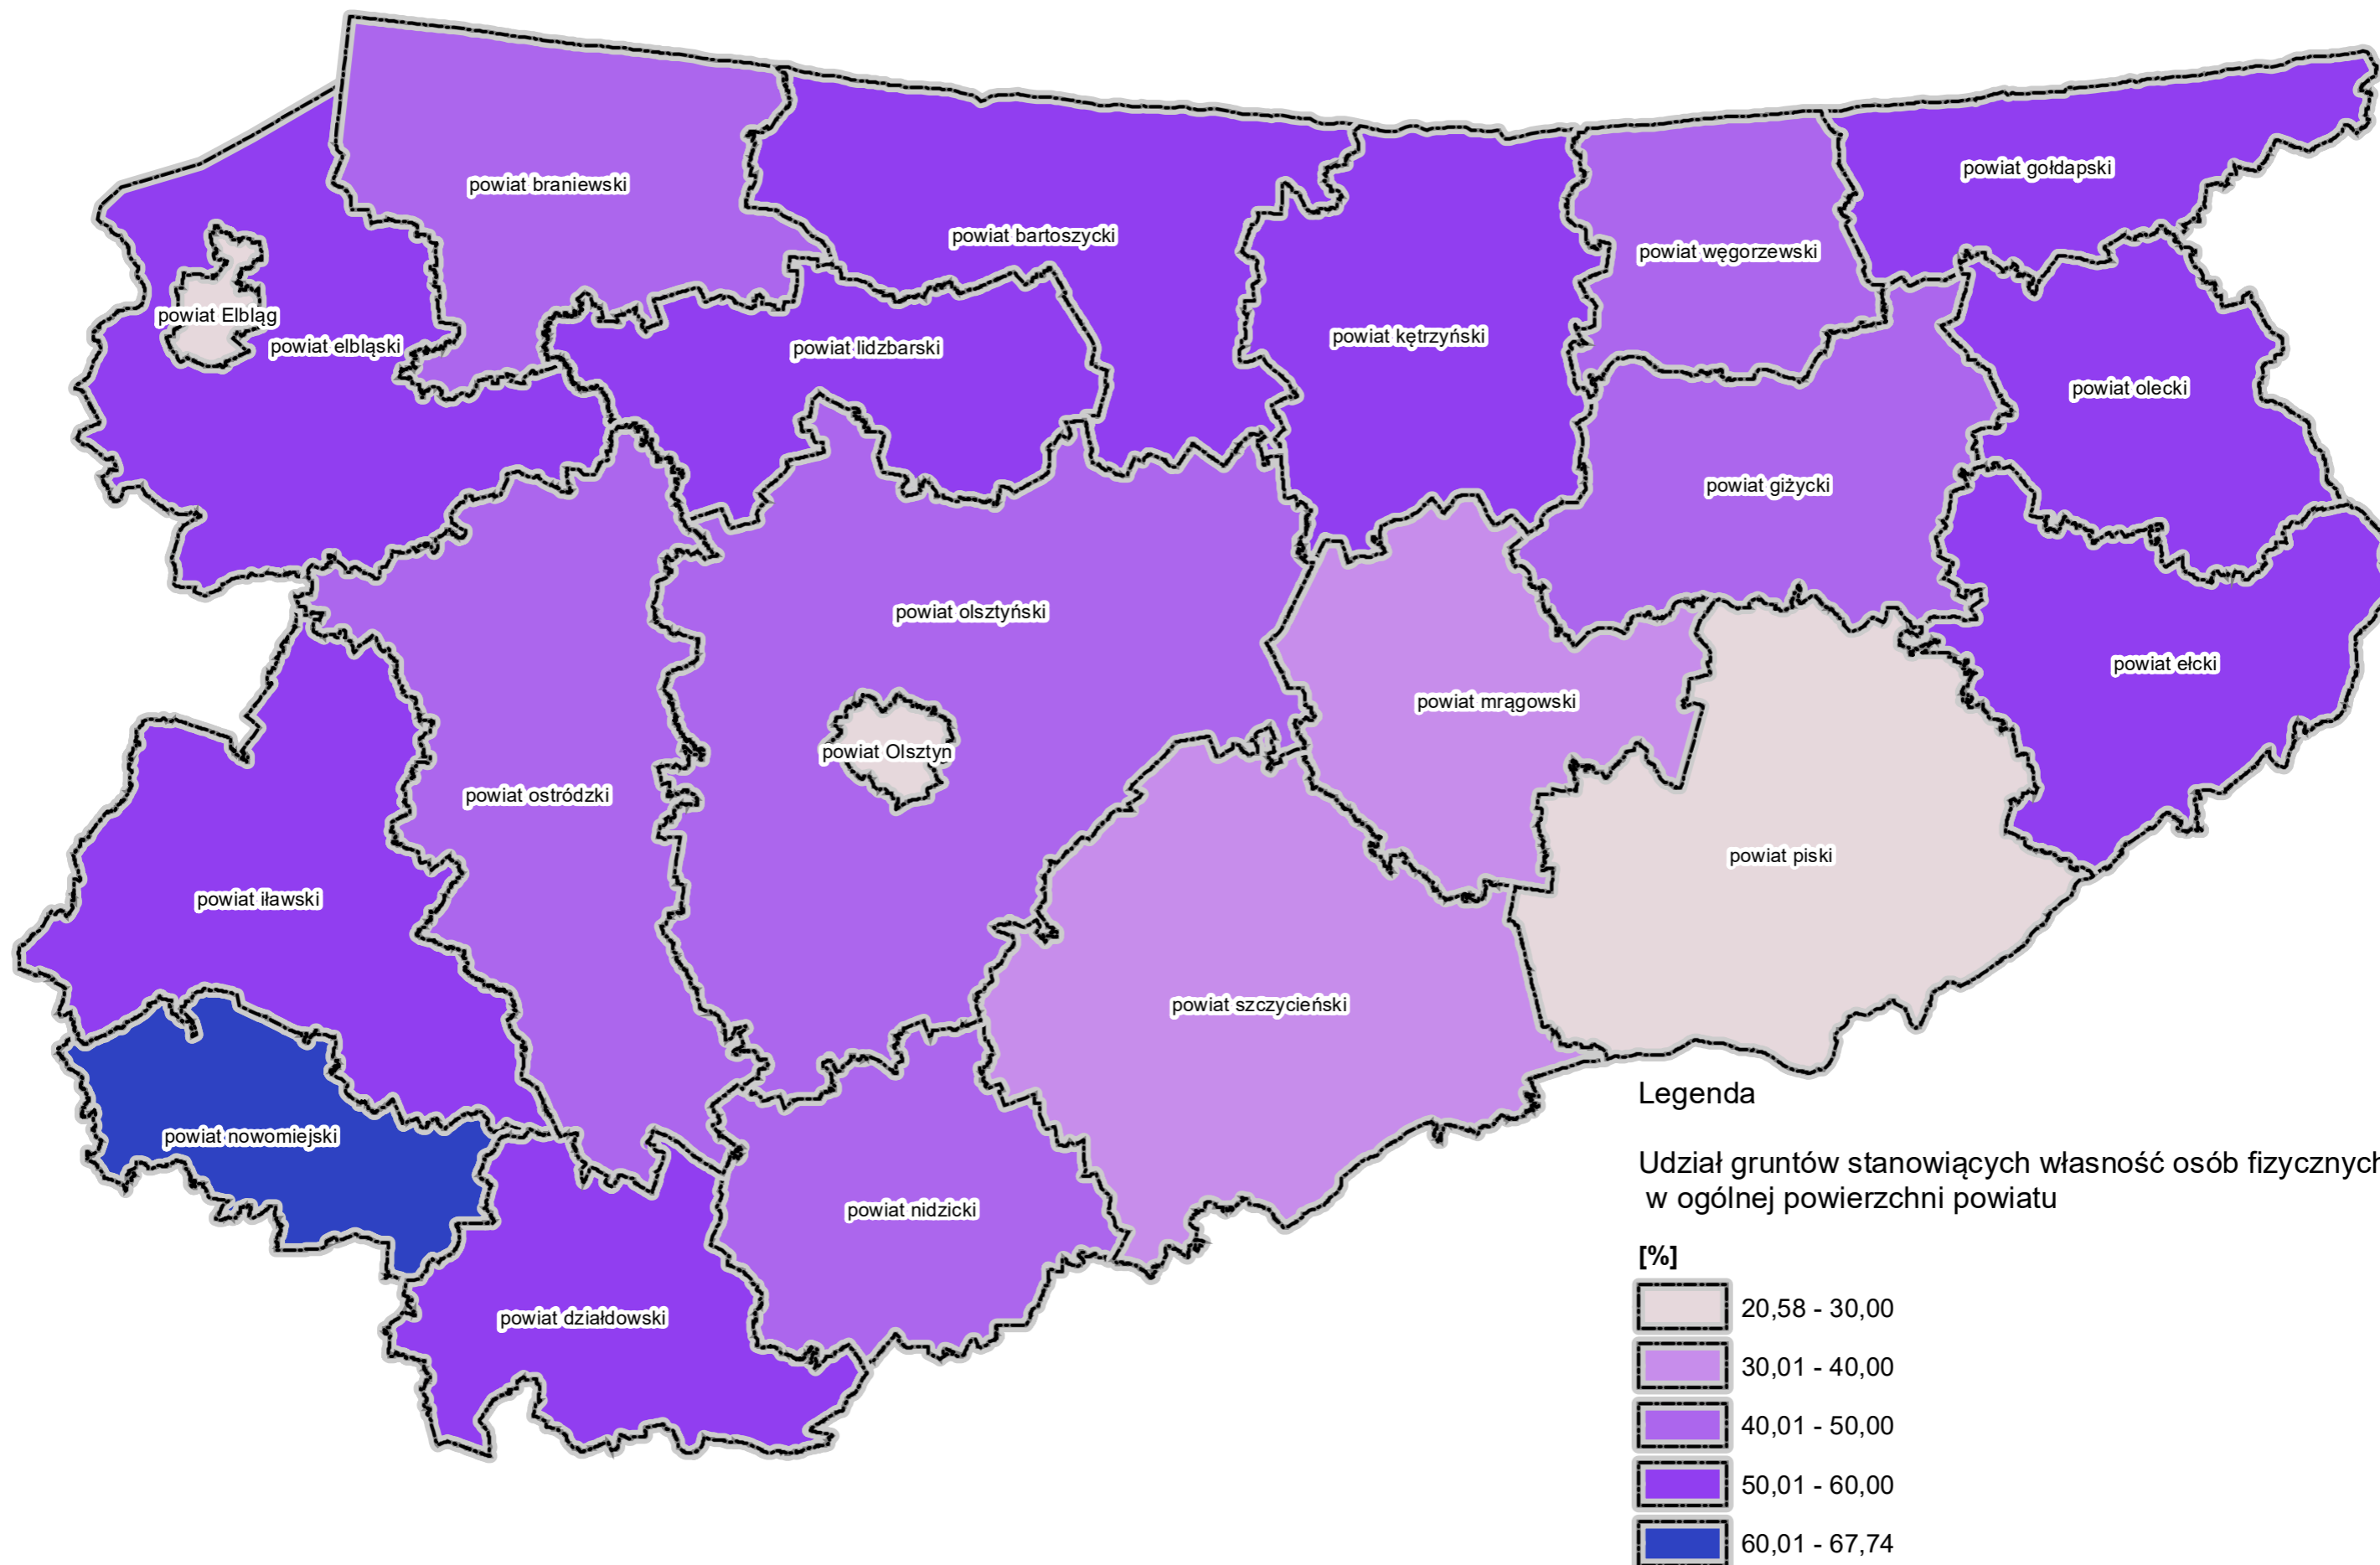 powiat gołdapski
powiat braniewski
powiat bartoszycki
powiat węgorzewski
powiat Elbląg
powiat kętrzyński
powiat elbląski
powiat lidzbarski
powiat olecki
powiat giżycki
powiat olsztyński
powiat ełcki
powiat mrągowski
powiat Olsztyn
powiat ostródzki
powiat piski
powiat iławski
powiat szczycieński
powiat nowomiejski
powiat nidzicki
powiat działdowski
Legenda
Udział gruntów stanowiących własność osób fizycznych
w ogólnej powierzchni powiatu
[%]
20,58 - 30,00
30,01 - 40,00
40,01 - 50,00
50,01 - 60,00
60,01 - 67,74